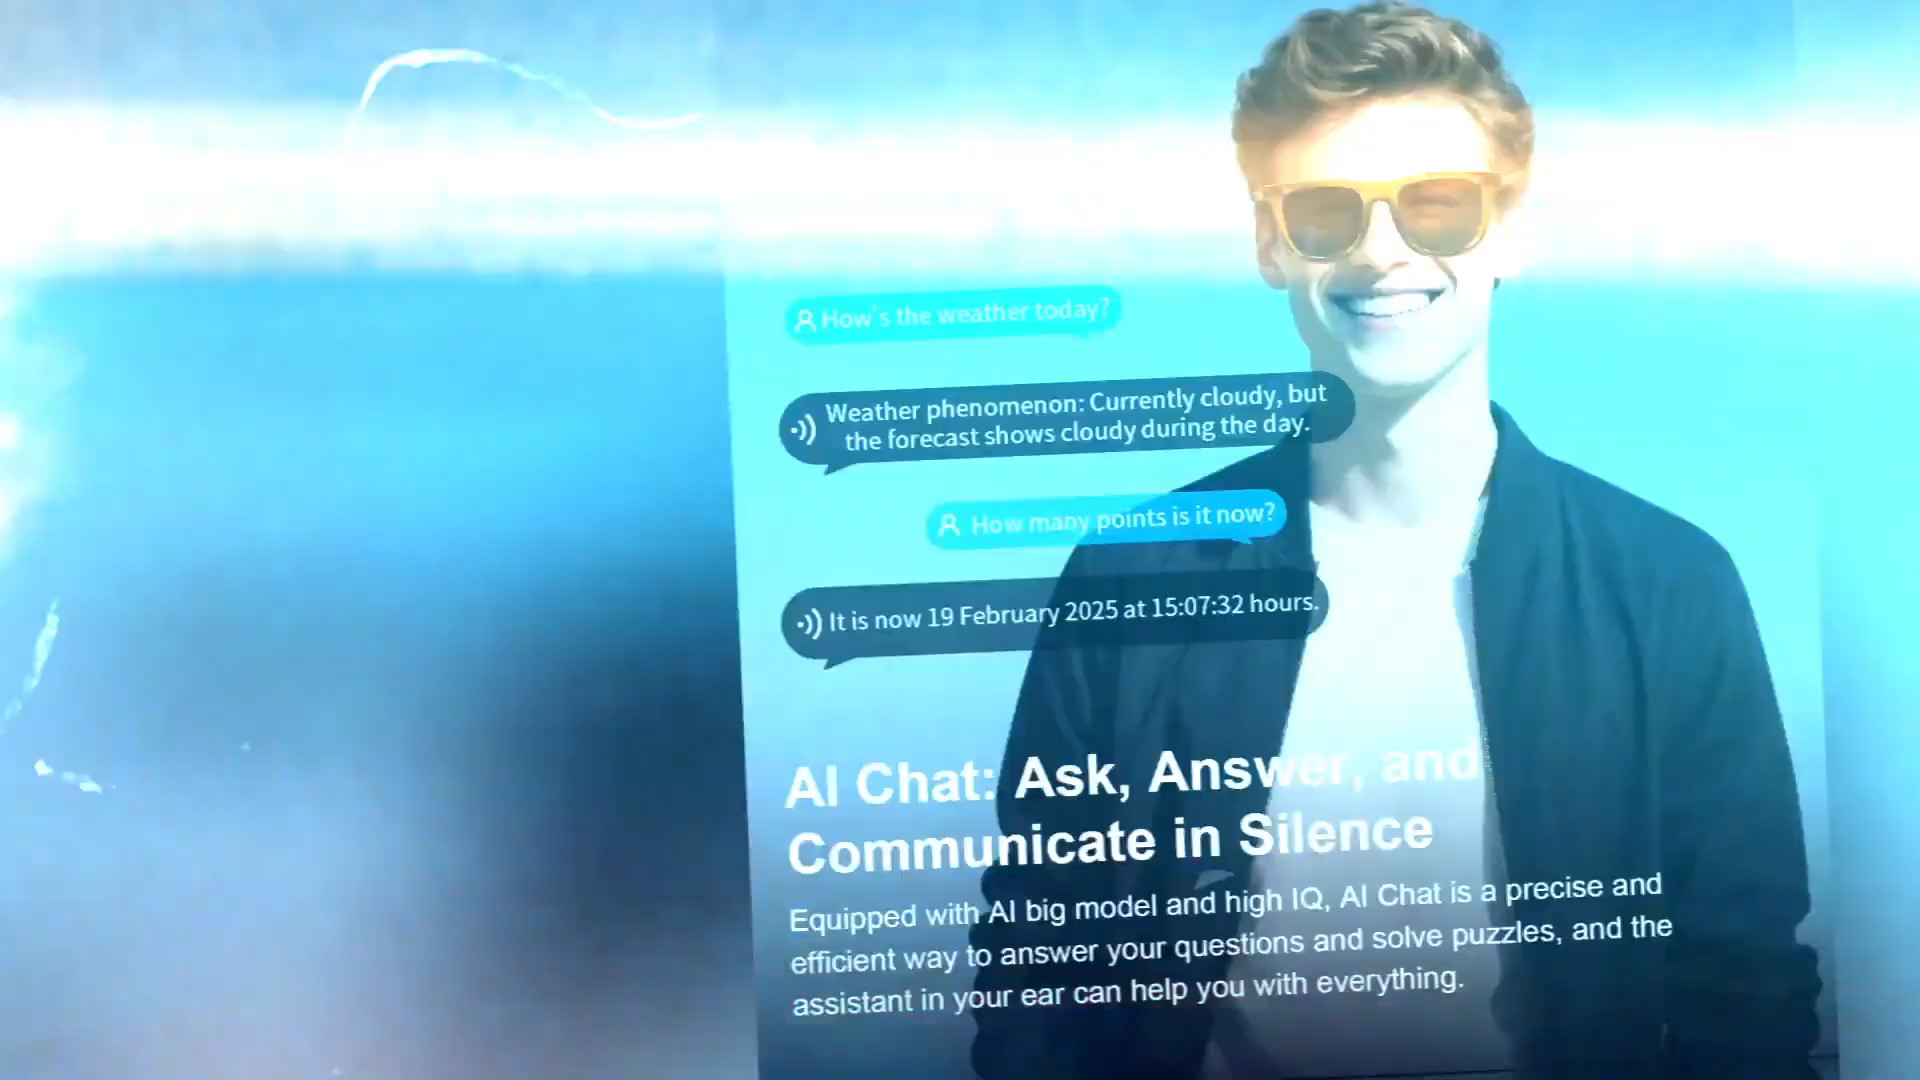 How's the weather today?
Weather phenomenon: Currently cloudy, but
the forecast shows cloudy during the day.
How many points is it now?
It is now 19 February 2025 at 15:07:32 hours.
AI Chat: Ask, Answer, and
Communicate in Silence
Equipped with AI big model and high IQ, AI Chat is a precise and
efficient way to answer your questions and solve puzzles, and the
assistant in your ear can help you with everything.